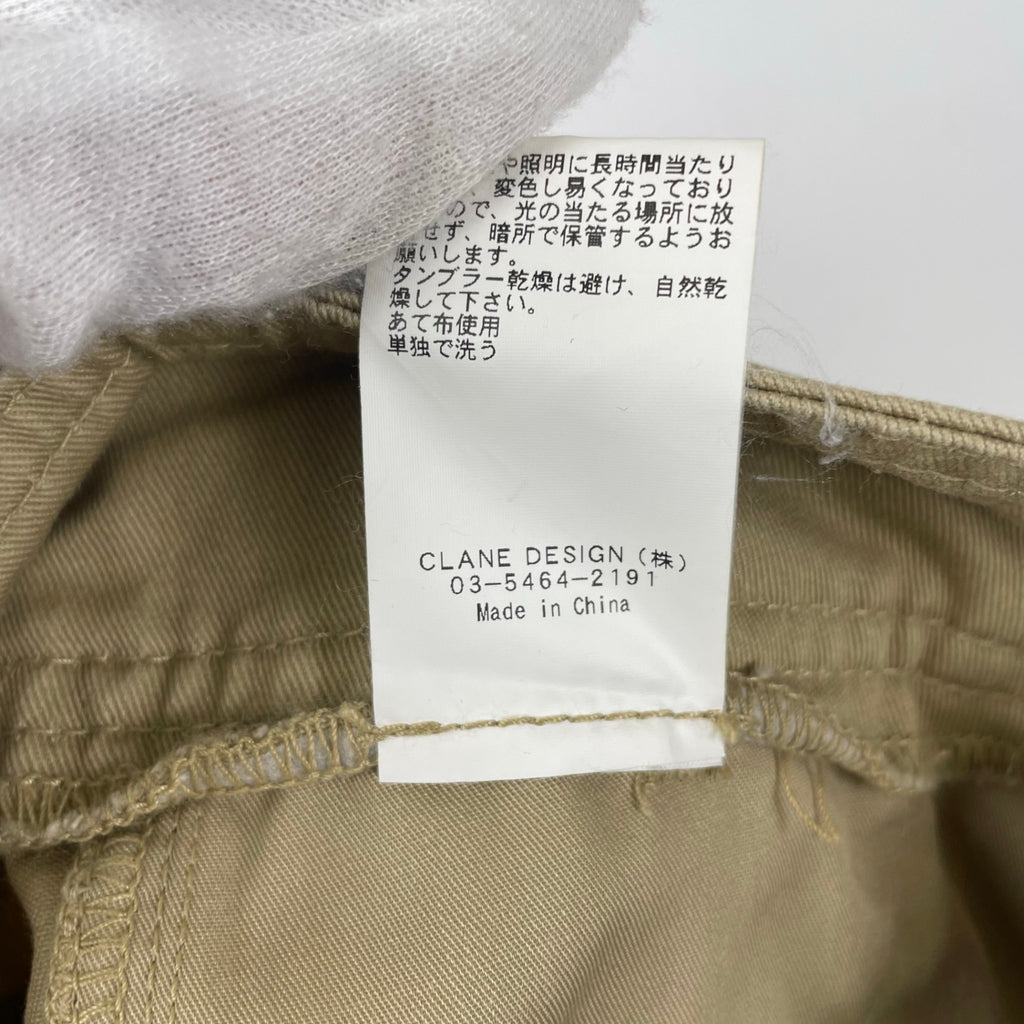 や照明に長時間当たり
、変色し易くなっており
ので、光の当たる場所に放
せず、暗所で保管するようお
願いします。
タンブラー乾燥は避け、自然乾
燥して下さい。
あて布使用
単独で洗う
CLANE DESIGN（株）
03-5464-2191
Made in China